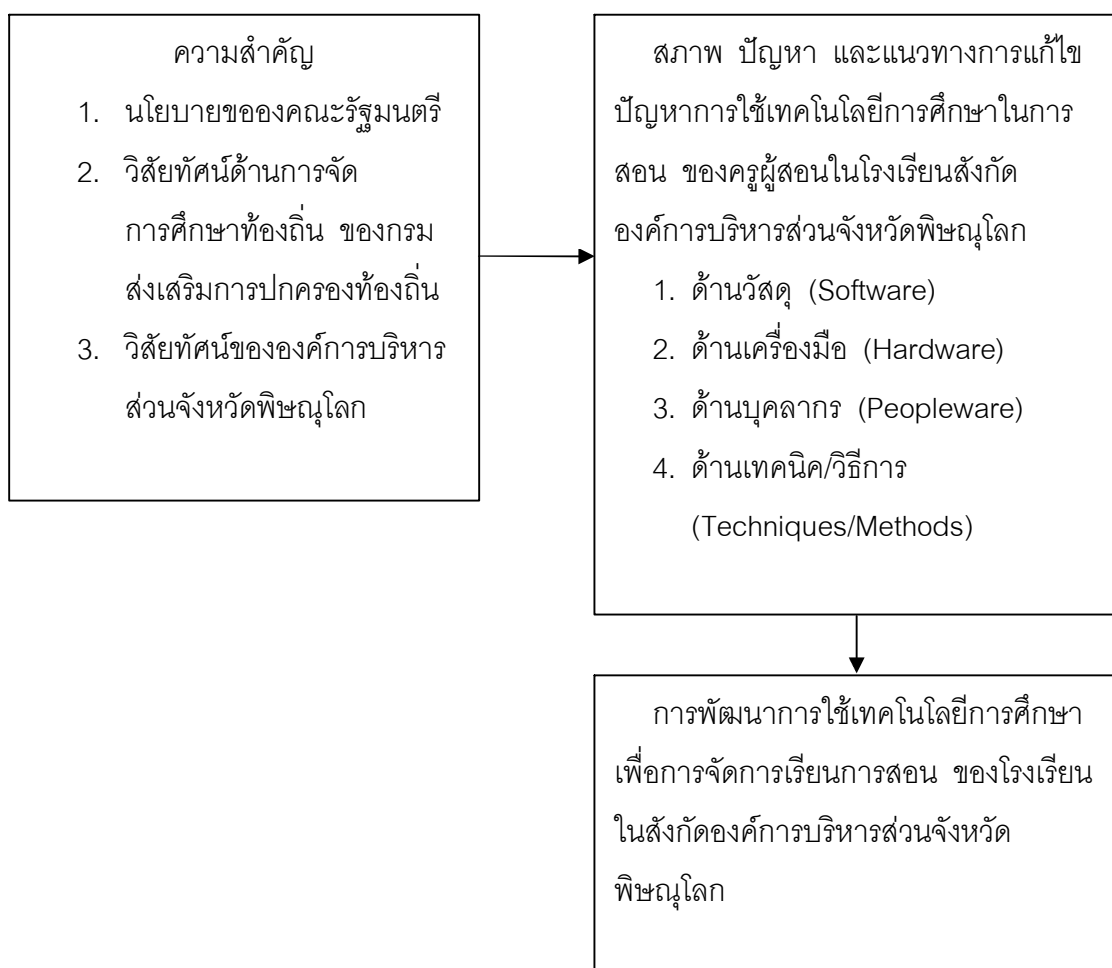 ความสำคัญ
1. นโยบายขอองคณะรัฐมนตรี
2. วิสัยทัศน์ด้านการจัด
การศึกษาท้องถิ่น ของกรม
ส่งเสริมการปกครองท้องถิ่น
3. วิสัยทัศน์ขององค์การบริหาร
ส่วนจังหวัดพิษณุโลก
สภาพ ปัญหา และแนวทางการแก้ไข
ปัญหาการใช้เทคโนโลยีการศึกษาในการ
สอน ของครูผู้สอนในโรงเรียนสังกัด
องค์การบริหารส่วนจังหวัดพิษณุโลก
1. ด้านวัสดุ (Software)
2. ด้านเครื่องมือ (Hardware)
3. ด้านบุคลากร (Peopleware)
4. ด้านเทคนิค/วิธีการ
(Techniques/Methods)
การพัฒนาการใช้เทคโนโลยีการศึกษา
เพื่อการจัดการเรียนการสอน ของโรงเรียน
ในสังกัดองค์การบริหารส่วนจังหวัด
พิษณุโลก